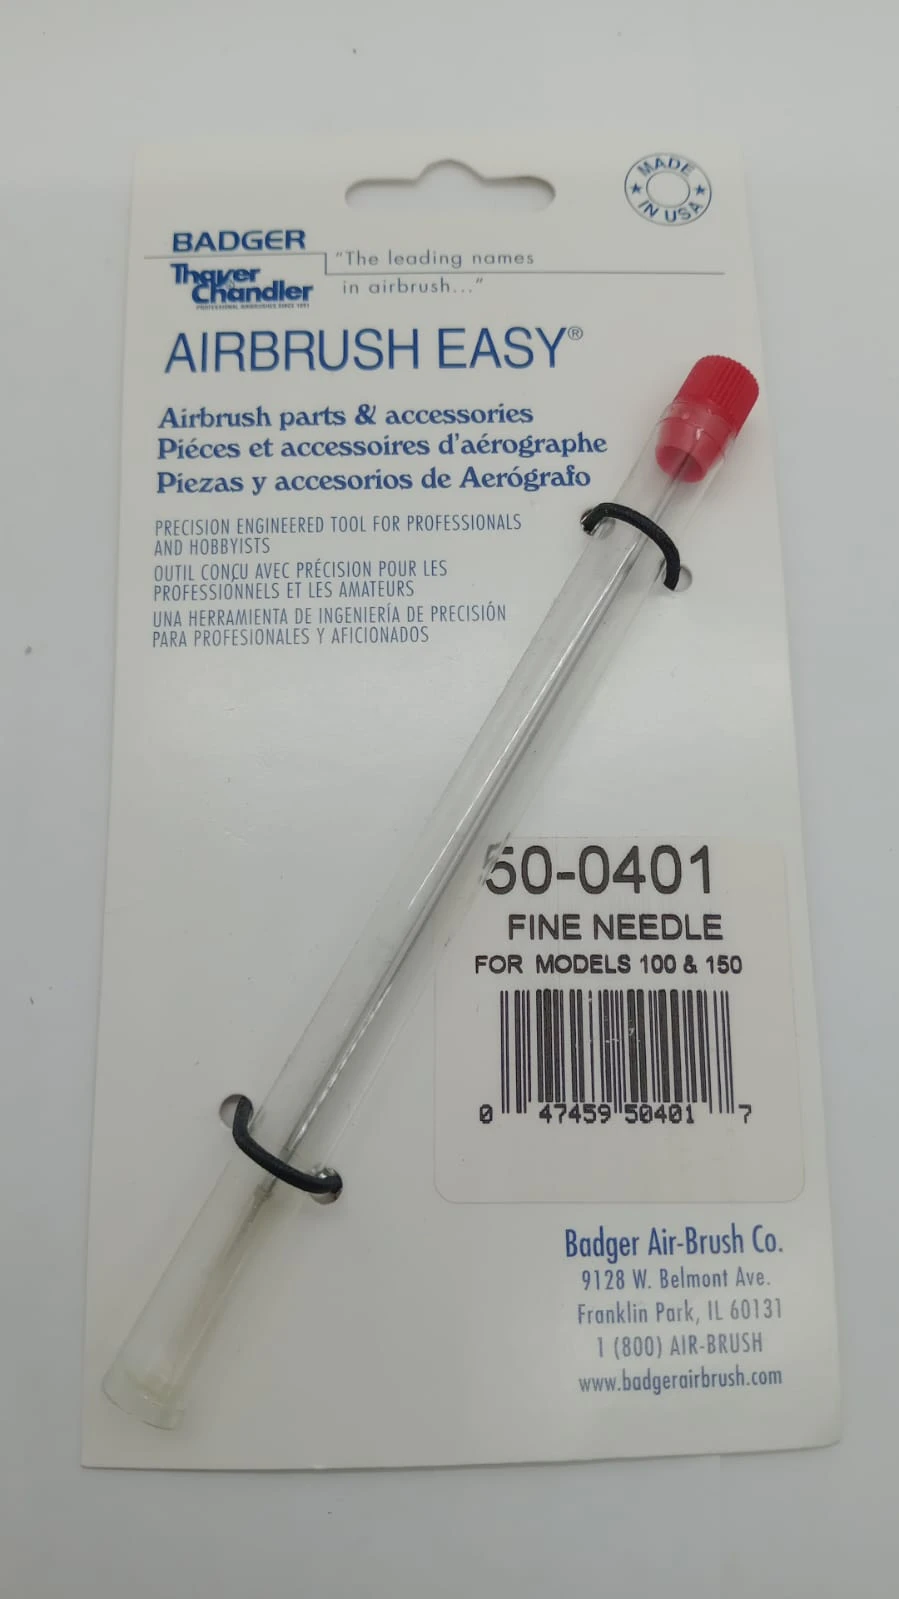 MADE
IN USA
BADGER
Thayer
Chandler
PROFESSIONAL AIRBRUSHES SINCE 1891
"The leading names
in airbrush..."
AIRBRUSH EASY®
Airbrush parts & accessories
Piéces et accessoires d'aérographe
Piezas y accesorios de Aerógrafo
PRECISION ENGINEERED TOOL FOR PROFESSIONALS
AND HOBBYISTS
OUTIL CONÇU AVEC PRÉCISION POUR LES
PROFESSIONNELS ET LES AMATEURS
UNA HERRAMIENTA DE INGENIERÍA DE PRECISIÓN
PARA PROFESIONALES Y AFICIONADOS
50-0401
FINE NEEDLE
FOR MODELS 100 & 150
0 47459 50401 7
Badger Air-Brush Co.
9128 W. Belmont Ave.
Franklin Park, IL 60131
1 (800) AIR-BRUSH
www.badgerairbrush.com